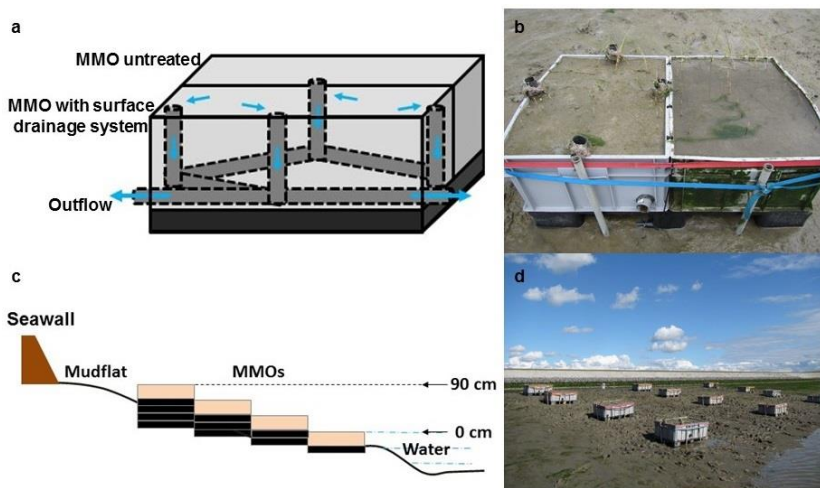 a
MMO untreated
MMO with surface
drainage system
Outflow
b
c
Seawall
Mudflat
MMOs
90 cm
0 cm
Water
d